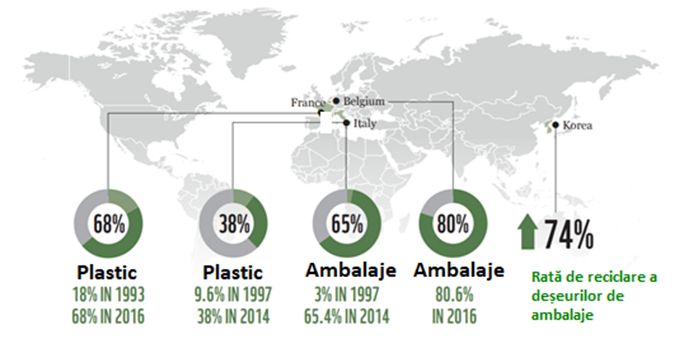 France
Belgium
Italy
Korea
68%
38%
65%
80%
74%
Plastic
18% IN 1993
68% IN 2016
Plastic
9.6% IN 1997
38% IN 2014
Ambalaje
3% IN 1997
65.4% IN 2014
Ambalaje
80.6%
IN 2016
Rată de reciclare a
deșeurilor de
ambalaje